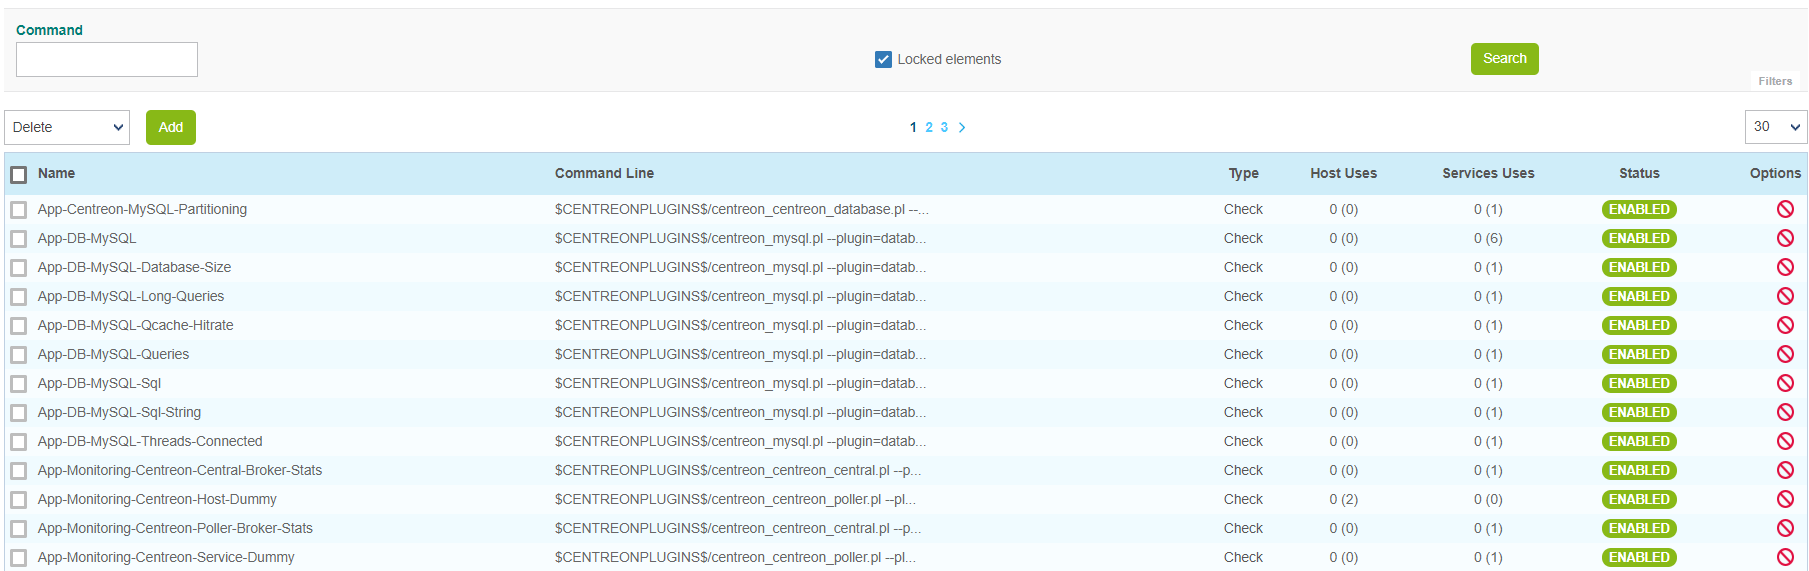 Command
Locked elements
Search
Filters
Delete
Add
1 2 3
30
Name Command Line Type Host Uses Services Uses Status Options
App-Centreon-MySQL-Partitioning $CENTREONPLUGINS$/centreon_centreon_database.pl --... Check 0 (0) 0 (1) ENABLED
App-DB-MySQL $CENTREONPLUGINS$/centreon_mysql.pl --plugin=datab... Check 0 (0) 0 (6) ENABLED
App-DB-MySQL-Database-Size $CENTREONPLUGINS$/centreon_mysql.pl --plugin=datab... Check 0 (0) 0 (1) ENABLED
App-DB-MySQL-Long-Queries $CENTREONPLUGINS$/centreon_mysql.pl --plugin=datab... Check 0 (0) 0 (1) ENABLED
App-DB-MySQL-Qcache-Hitrate $CENTREONPLUGINS$/centreon_mysql.pl --plugin=datab... Check 0 (0) 0 (1) ENABLED
App-DB-MySQL-Queries $CENTREONPLUGINS$/centreon_mysql.pl --plugin=datab... Check 0 (0) 0 (1) ENABLED
App-DB-MySQL-Sql $CENTREONPLUGINS$/centreon_mysql.pl --plugin=datab... Check 0 (0) 0 (1) ENABLED
App-DB-MySQL-Sql-String $CENTREONPLUGINS$/centreon_mysql.pl --plugin=datab... Check 0 (0) 0 (1) ENABLED
App-DB-MySQL-Threads-Connected $CENTREONPLUGINS$/centreon_mysql.pl --plugin=datab... Check 0 (0) 0 (1) ENABLED
App-Monitoring-Centreon-Central-Broker-Stats $CENTREONPLUGINS$/centreon_centreon_central.pl --p... Check 0 (0) 0 (1) ENABLED
App-Monitoring-Centreon-Host-Dummy $CENTREONPLUGINS$/centreon_centreon_poller.pl --pl... Check 0 (2) 0 (0) ENABLED
App-Monitoring-Centreon-Poller-Broker-Stats $CENTREONPLUGINS$/centreon_centreon_central.pl --p... Check 0 (0) 0 (1) ENABLED
App-Monitoring-Centreon-Service-Dummy $CENTREONPLUGINS$/centreon_centreon_poller.pl --pl... Check 0 (0) 0 (1) ENABLED